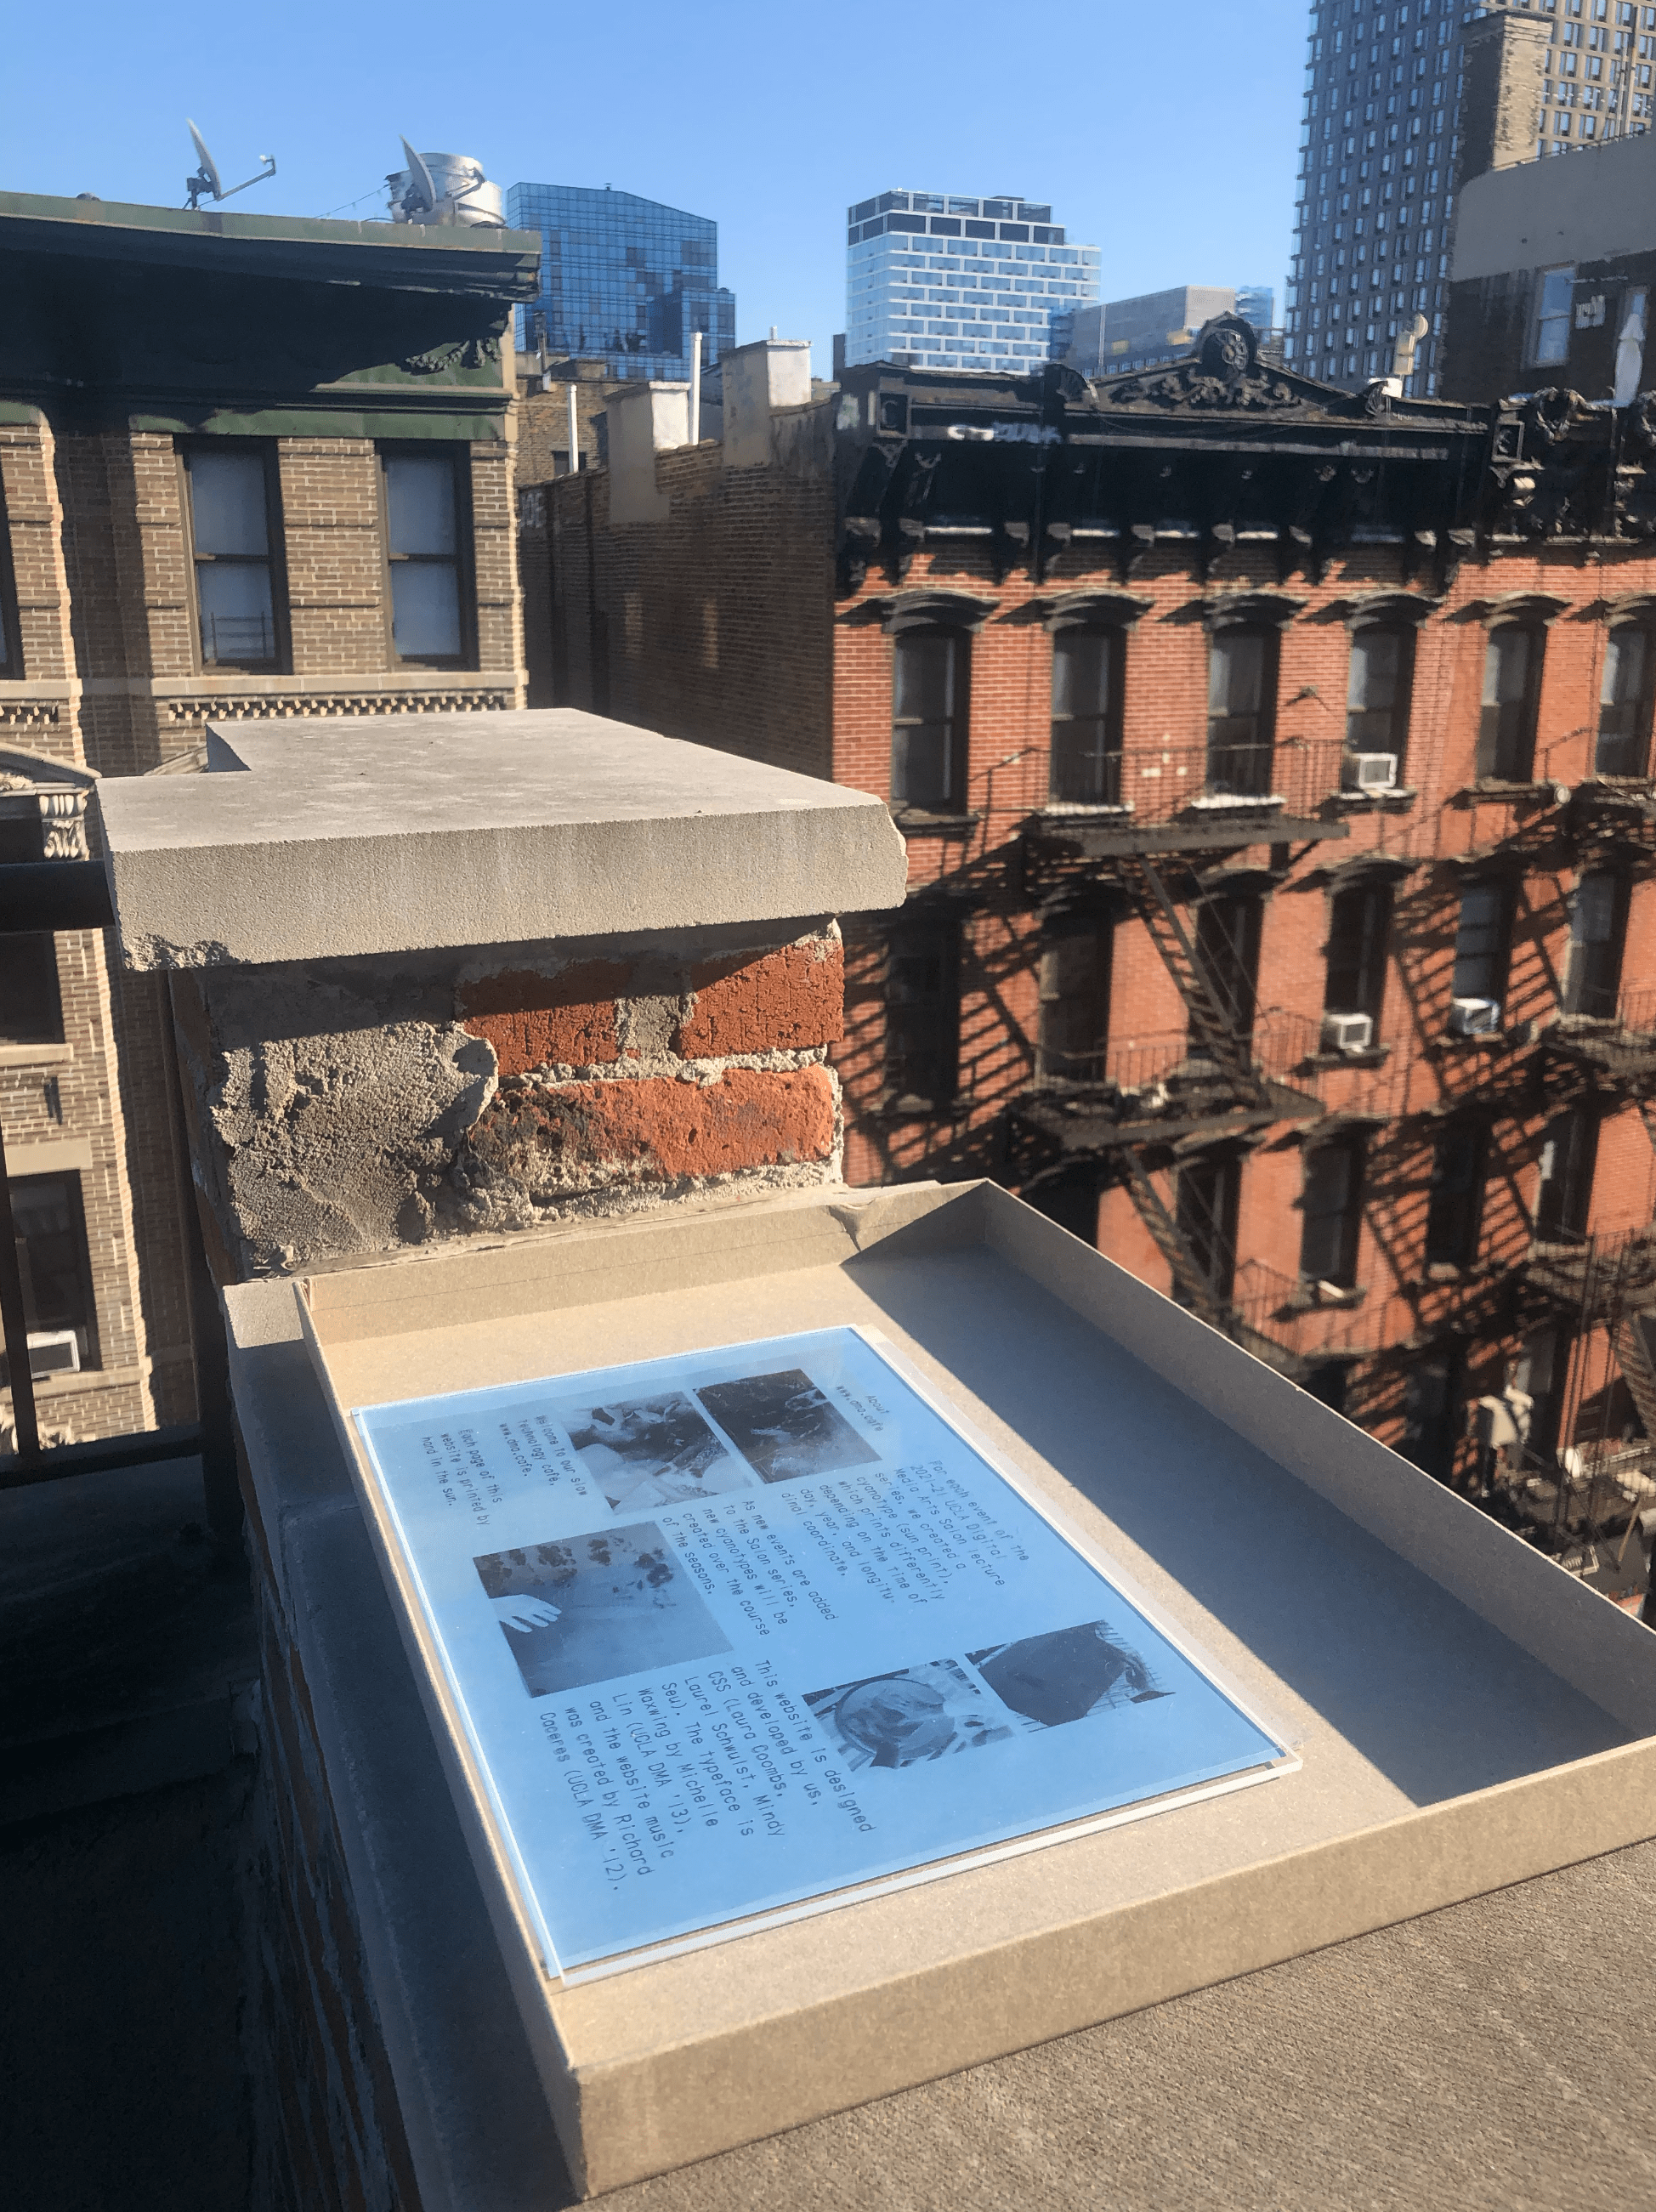 About
www.dma.cafe
For each event of the
2021-21 UCLA Digital
Media Arts Salon lecture
series, we created a
cyanotype (sun print),
which prints differently
depending on the time of
day, year, and longitu-
dinal coordinate.
As new events are added
to the Salon series,
new cyanotypes will be
created over the course
of the seasons.
This website is designed
and developed by us,
CSS (Laura Coombs,
Laurel Schwulst, Mindy
Seu). The typeface is
Waxwing by Michelle
Lin (UCLA DMA '13),
and the website music
was created by Richard
Caceres (UCLA DMA '12).
Welcome to our slow
technology cafe,
www.dma.cafe.
Each page of this
website is printed by
hand in the sun.